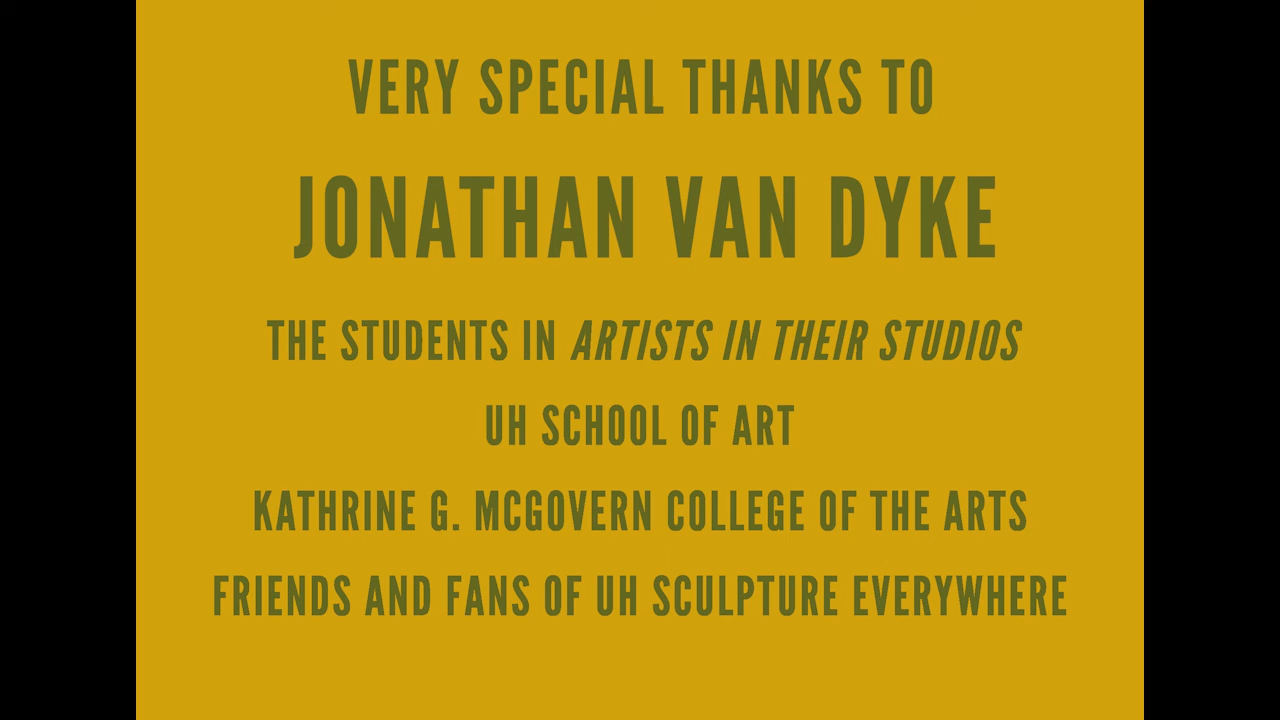 VERY SPECIAL THANKS TO
JONATHAN VAN DYKE
THE STUDENTS IN ARTISTS IN THEIR STUDIOS
UH SCHOOL OF ART
KATHRINE G. MCGOVERN COLLEGE OF THE ARTS
FRIENDS AND FANS OF UH SCULPTURE EVERYWHERE